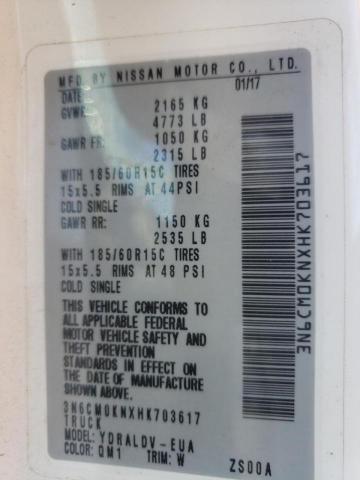 MFD BY NISSAN MOTOR CO., LTD.
DATE 01/17
GVWR 2165 KG
4773 LB
GAWR FR: 1050 KG
2315 LB
WITH 185/60R15C TIRES
15x5.5 RIMS AT 44PSI
COLD SINGLE
GAWR RR: 1150 KG
2535 LB
WITH 185/60R15C TIRES
15x5.5 RIMS AT 48 PSI
COLD SINGLE
THIS VEHICLE CONFORMS TO
ALL APPLICABLE FEDERAL
MOTOR VEHICLE SAFETY AND
THEFT PREVENTION
STANDARDS IN EFFECT ON
THE DATE OF MANUFACTURE
SHOWN ABOVE.
3N6CM0KNXHK703617
TRUCK
MODEL: YDRALDV-EUA
COLOR: QM1 TRIM: W ZS00A
3N6CM0KNXHK703617